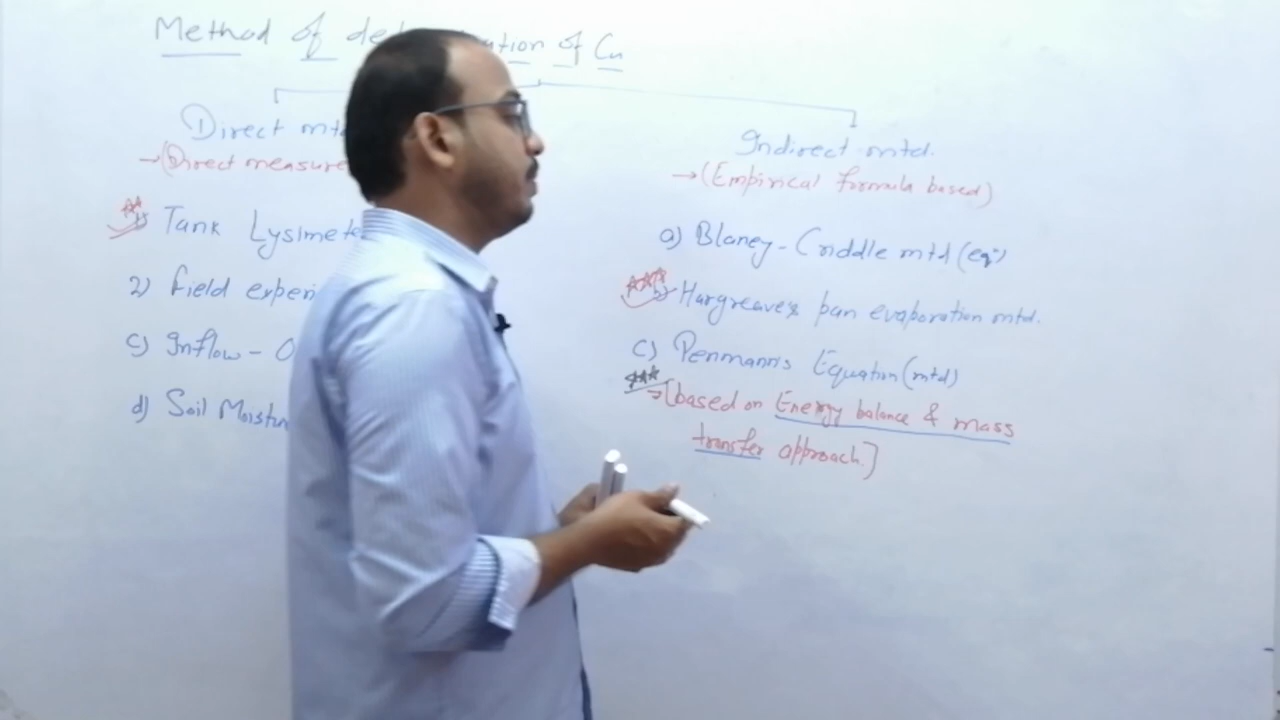 Method of de    ation of Cu
Direct mtd
→(Direct measure
1) Tank Lysimete
2) field experi
c) Inflow - O
d) Soil Moistu
Indirect mtd.
→(Empirical formula based)
a) Blaney-Criddle mtd (eqⁿ)
b) Hargreave's pan evaporation mtd.
c) Penmann's Equation (mtd)
→[based on Energy balance & mass
transfer approach.]